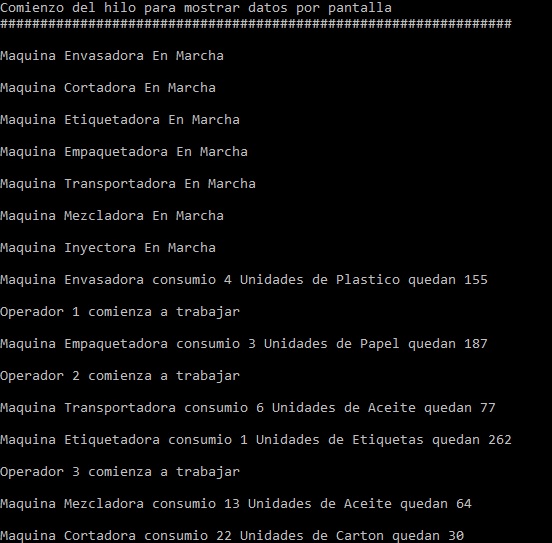 Comienzo del hilo para mostrar datos por pantalla
################################################################
Maquina Envasadora En Marcha
Maquina Cortadora En Marcha
Maquina Etiquetadora En Marcha
Maquina Empaquetadora En Marcha
Maquina Transportadora En Marcha
Maquina Mezcladora En Marcha
Maquina Inyectora En Marcha
Maquina Envasadora consumio 4 Unidades de Plastico quedan 155
Operador 1 comienza a trabajar
Maquina Empaquetadora consumio 3 Unidades de Papel quedan 187
Operador 2 comienza a trabajar
Maquina Transportadora consumio 6 Unidades de Aceite quedan 77
Maquina Etiquetadora consumio 1 Unidades de Etiquetas quedan 262
Operador 3 comienza a trabajar
Maquina Mezcladora consumio 13 Unidades de Aceite quedan 64
Maquina Cortadora consumio 22 Unidades de Carton quedan 30